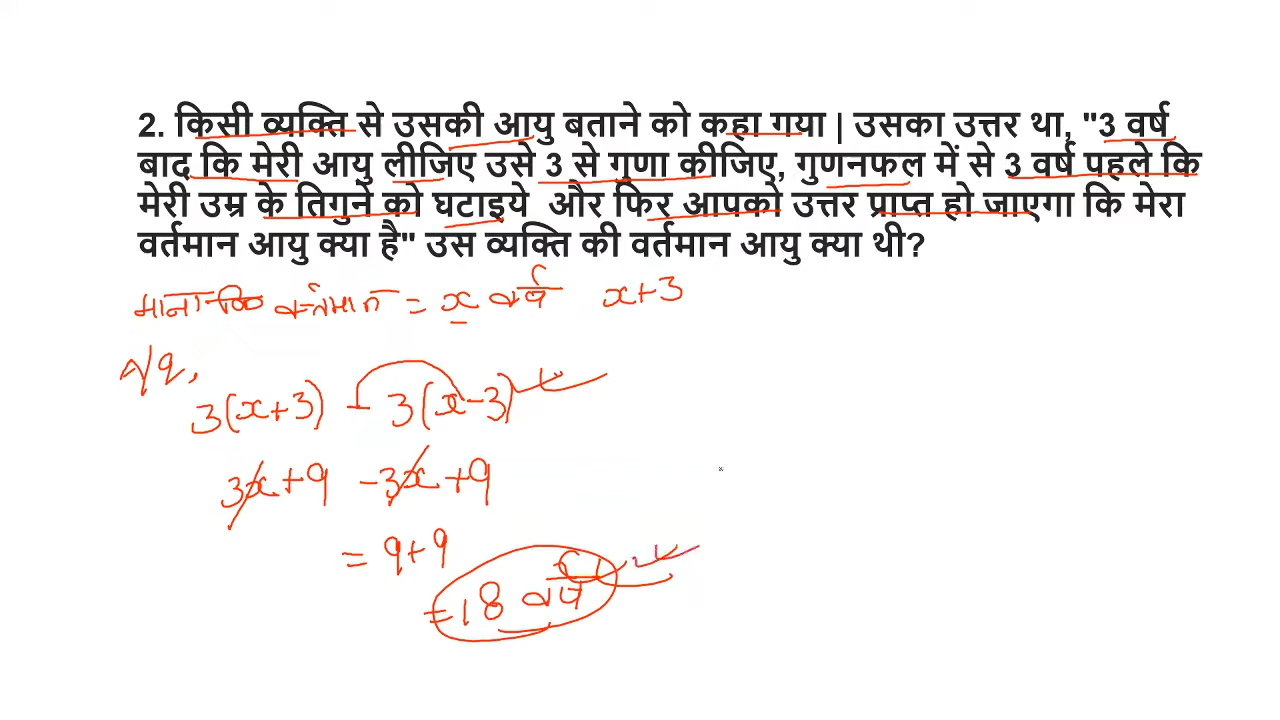 2. किसी व्यक्ति से उसकी आयु बताने को कहा गया | उसका उत्तर था, "3 वर्ष
बाद कि मेरी आयु लीजिए उसे 3 से गुणा कीजिए, गुणनफल में से 3 वर्ष पहले कि
मेरी उम्र के तिगुने को घटाइये और फिर आपको उत्तर प्राप्त हो जाएगा कि मेरा
वर्तमान आयु क्या है" उस व्यक्ति की वर्तमान आयु क्या थी?
माना कि वर्तमान = x वर्ष x+3
A/q,
3(x+3) - 3(x-3)
3x+9 -3x+9
= 9+9
=18 वर्ष